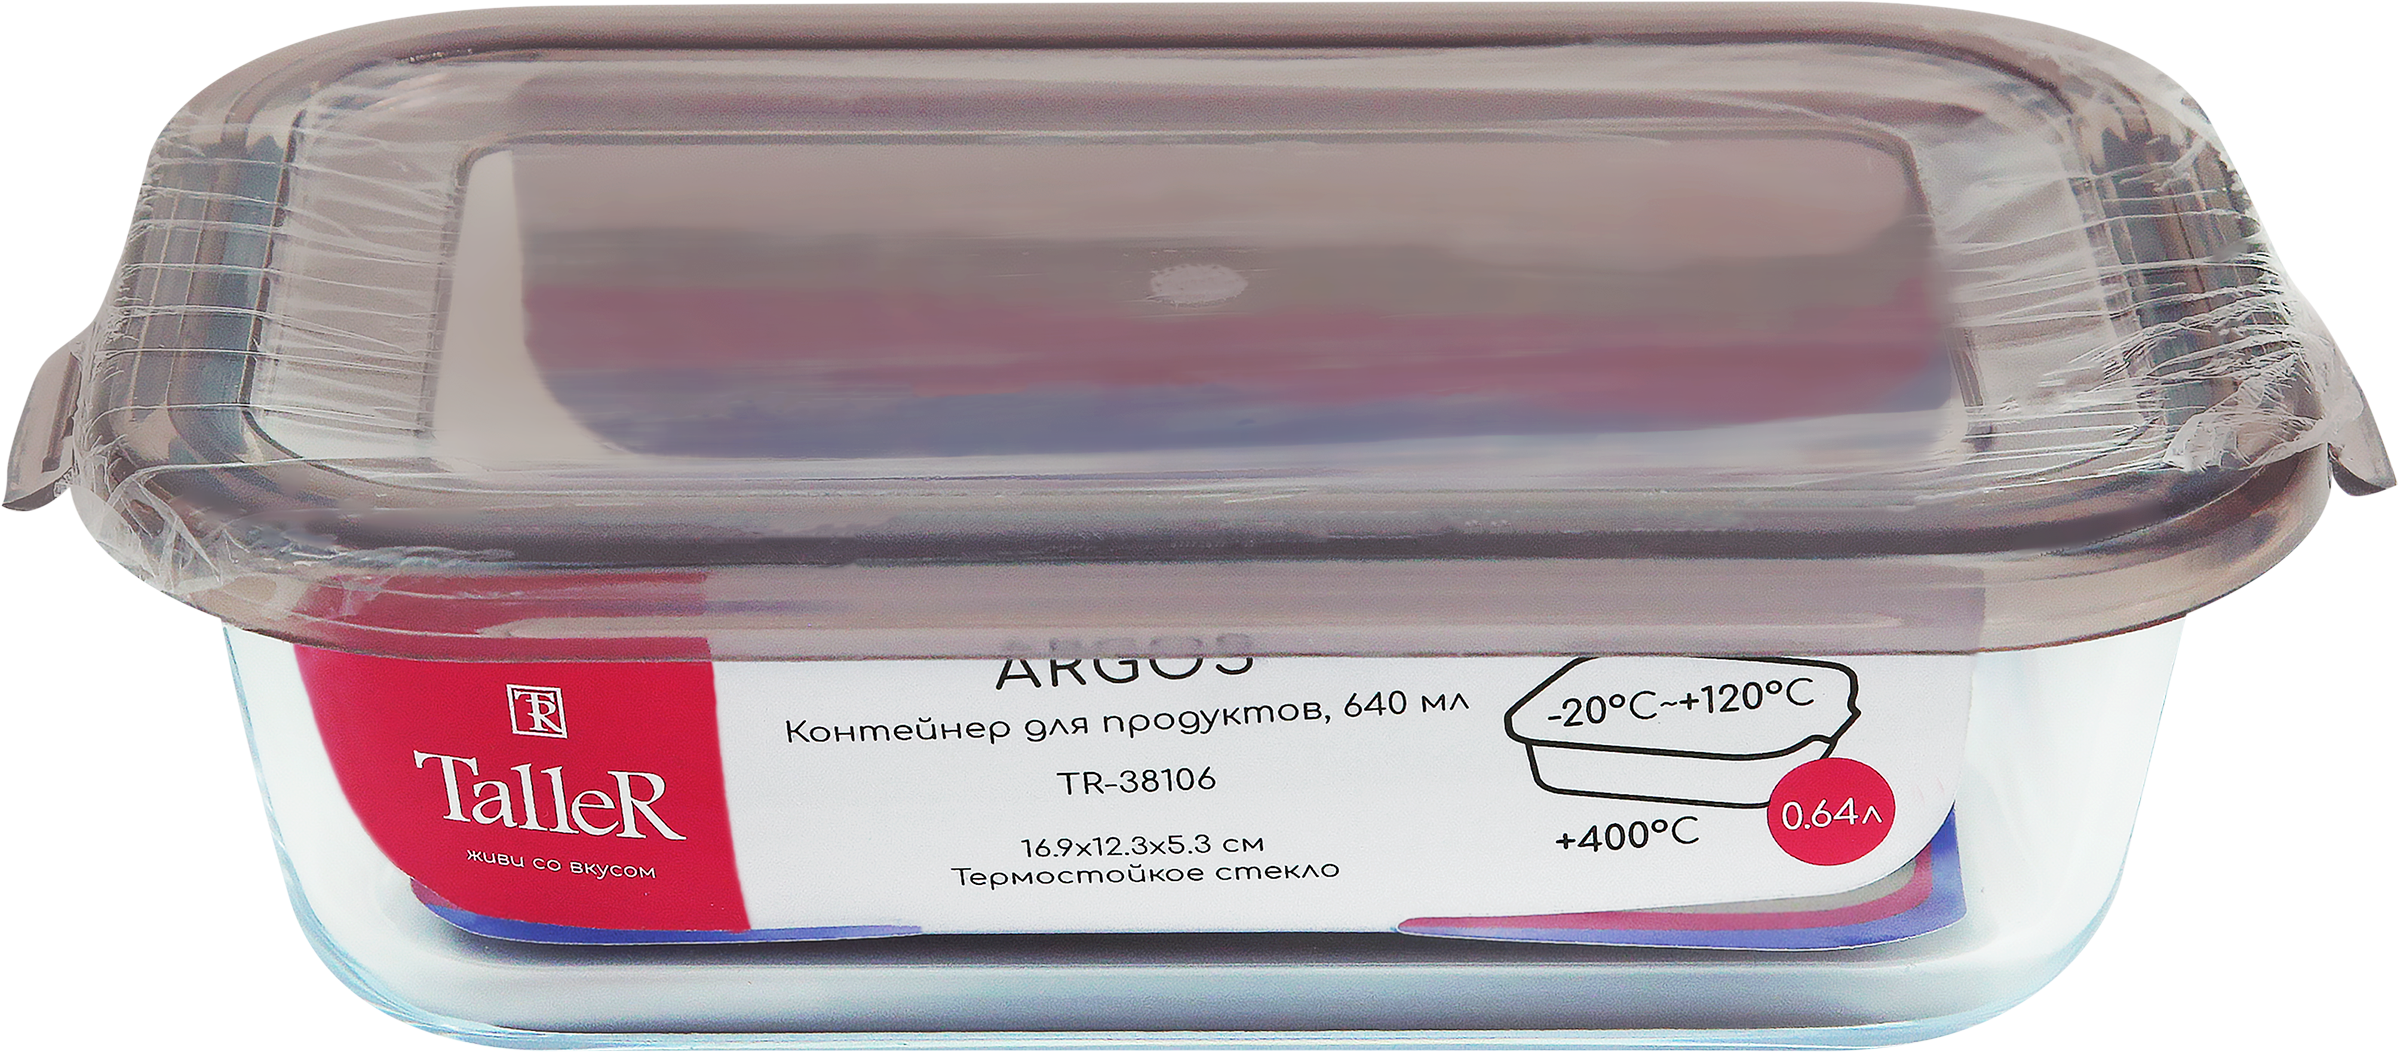 TR
TalleR
живи со вкусом
ARGOS
Контейнер для продуктов, 640 мл
TR-38106
16.9x12.3x5.3 см
Термостойкое стекло
-20°C~+120°C
0.64л
+400°C